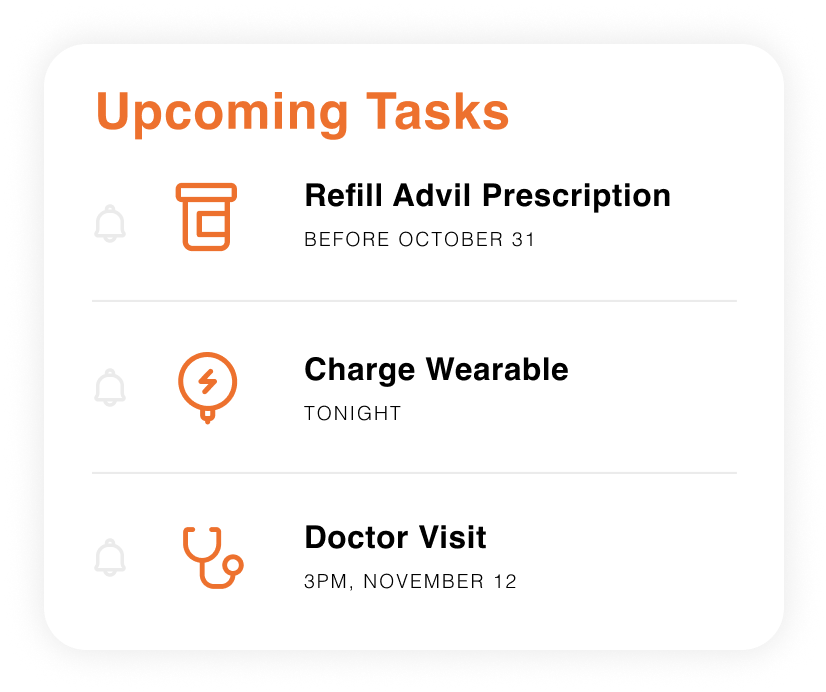 Upcoming Tasks
Refill Advil Prescription
BEFORE OCTOBER 31
Charge Wearable
TONIGHT
Doctor Visit
3PM, NOVEMBER 12